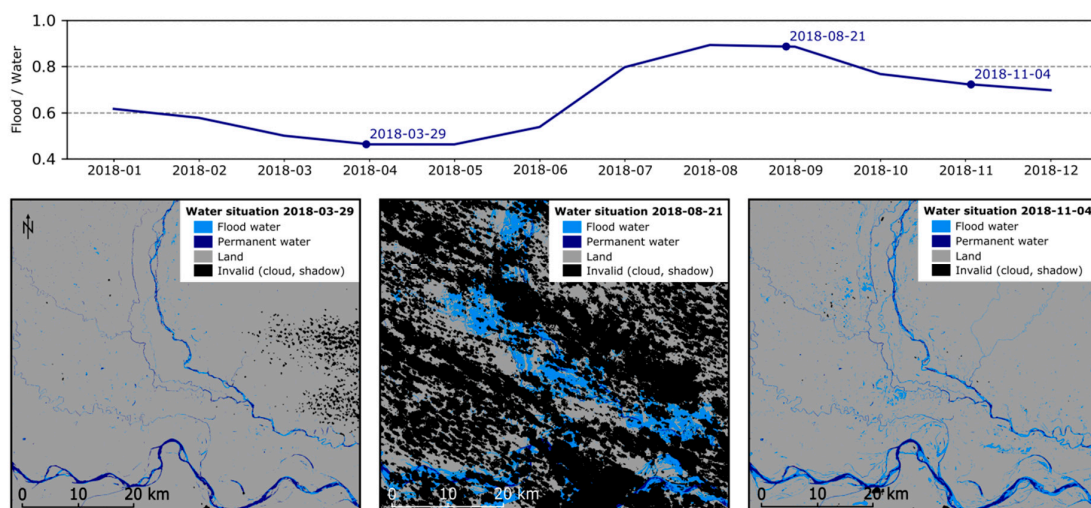 1.0
0.8
0.6
0.4
Flood / Water
2018-03-29
2018-08-21
2018-11-04
2018-01 2018-02 2018-03 2018-04 2018-05 2018-06 2018-07 2018-08 2018-09 2018-10 2018-11 2018-12
N
Water situation 2018-03-29
Flood water
Permanent water
Land
Invalid (cloud, shadow)
0 10 20 km
Water situation 2018-08-21
Flood water
Permanent water
Land
Invalid (cloud, shadow)
0 10 20 km
Water situation 2018-11-04
Flood water
Permanent water
Land
Invalid (cloud, shadow)
0 10 20 km